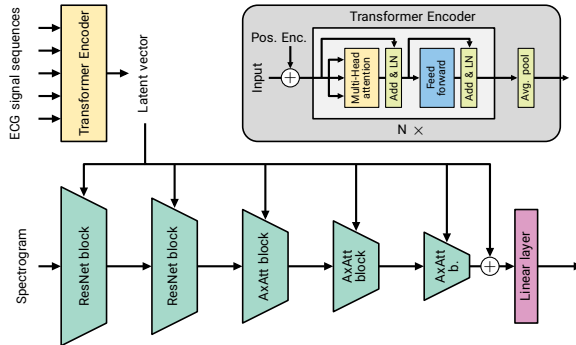 ECG signal sequences
Transformer Encoder
Latent vector
Transformer Encoder
Pos. Enc.
Input
Multi-Head
attention
Add & LN
Feed
forward
Add & LN
Avg. pool
N ×
Spectrogram
ResNet block
ResNet block
AxAtt block
AxAtt
block
AxAtt
b.
Linear layer